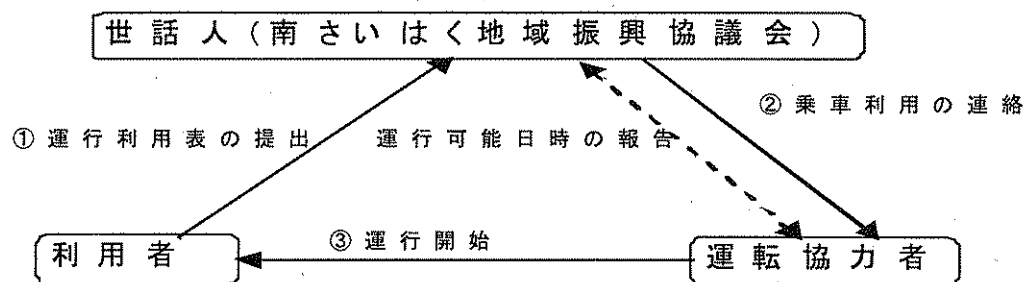 世話人(南さいはく地域振興協議会)
②乗車利用の連絡
①運行利用表の提出
運行可能日時の報告
③運行開始
利用者
運転協力者